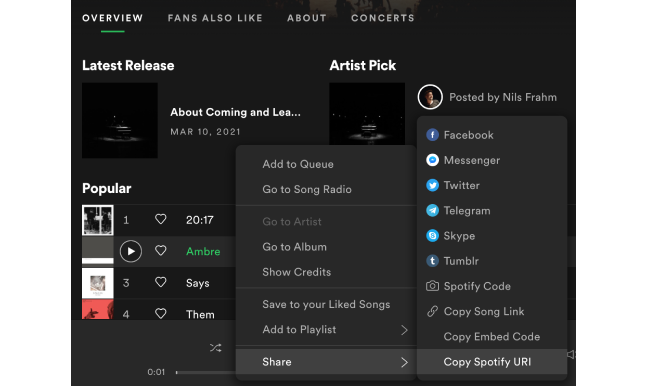 OVERVIEW
FANS ALSO LIKE
ABOUT
CONCERTS
Latest Release
About Coming and Lea...
MAR 10, 2021
Artist Pick
Posted by Nils Frahm
Popular
1 20:17
Ambre
3 Says
4 Them
0:01
Add to Queue
Go to Song Radio
Go to Artist
Go to Album
Show Credits
Save to your Liked Songs
Add to Playlist
Share
Facebook
Messenger
Twitter
Telegram
Skype
Tumblr
Spotify Code
Copy Song Link
Copy Embed Code
Copy Spotify URI